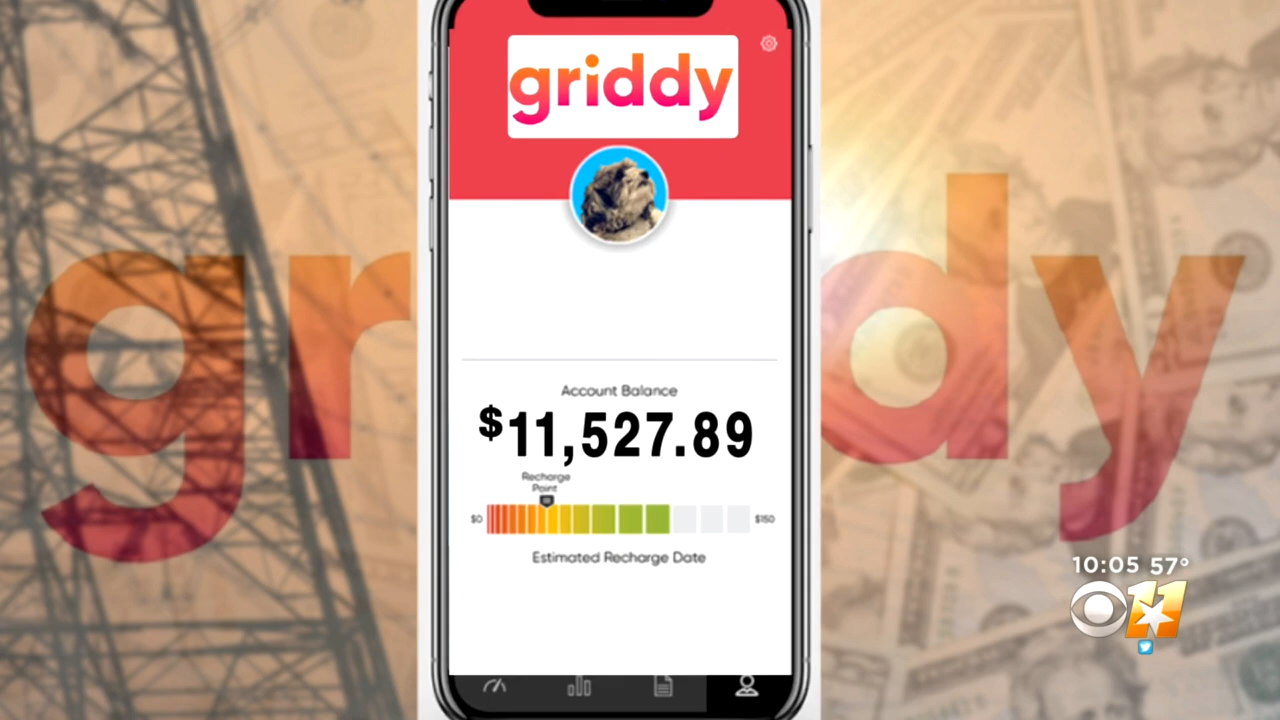 griddy
Account Balance
$11,527.89
Recharge
Point
$0
$150
Estimated Recharge Date
gr
dy
10:05 57°
11